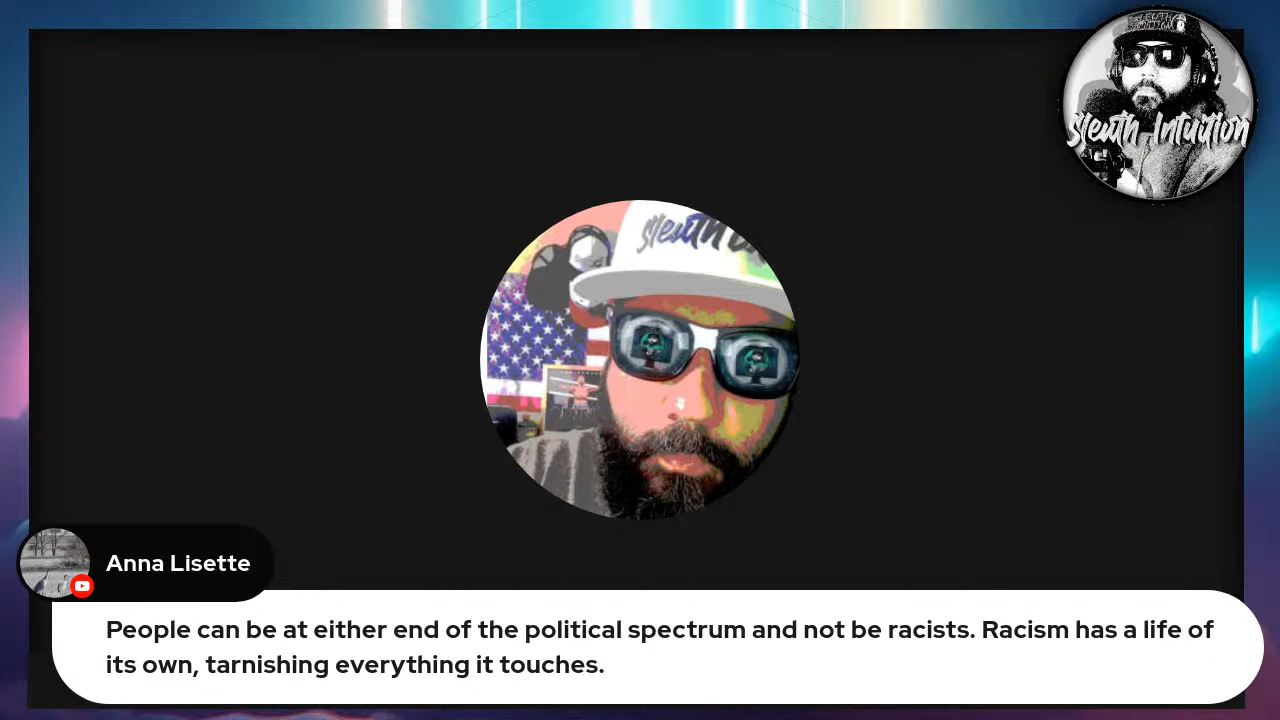 Sleuth Intuition
Sleuth
Anna Lisette
People can be at either end of the political spectrum and not be racists. Racism has a life of
its own, tarnishing everything it touches.